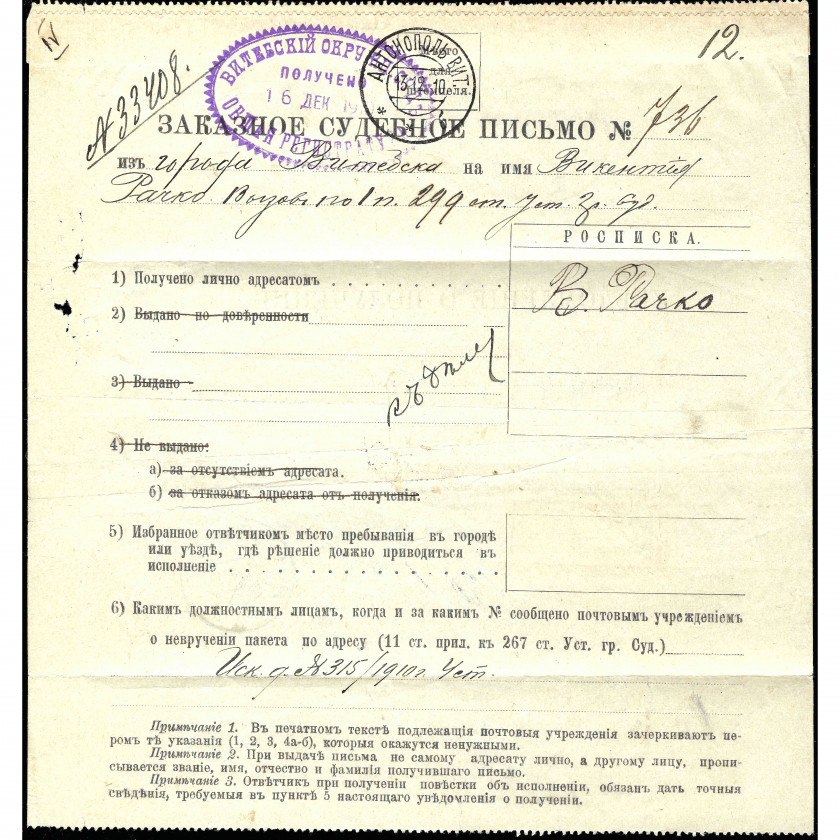 IV
12.
№ 33408.
ВИТЕБСКІЙ ОКРУ
ПОЛУЧЕН
16 ДЕК 19
АНТОНОПОЛЬ ВИТ.
13.12.10
Мѣсто
для
штемпеля.
ЗАКАЗНОЕ СУДЕБНОЕ ПИСЬМО № 736
изъ города Витебска на имя Викентія
Рачко. Вызов. по 1 п. 299 ст. Уст. Гр. Суд.
РОСПИСКА.
В. Рачко
1) Получено лично адресатомъ
2) Выдано по довѣренности
къ дѣлу
3) Выдано
4) Не выдано:
а) за отсутствіемъ адресата.
б) за отказомъ адресата отъ полученія.
5) Избранное отвѣтчикомъ мѣсто пребыванія въ городѣ
или уѣздѣ, гдѣ рѣшеніе должно приводиться въ
исполненіе
6) Какимъ должностнымъ лицамъ, когда и за какимъ № сообщено почтовымъ учрежденіемъ
о неврученіи пакета по адресу (11 ст. прил. къ 267 ст. Уст. гр. Суд.)
Иск. д. № 315/1910 г. Уст.
Примѣчаніе 1. Въ печатномъ текстѣ подлежащія почтовыя учрежденія зачеркиваютъ пе-
ромъ тѣ указанія (1, 2, 3, 4а-б), которыя окажутся ненужными.
Примѣчаніе 2. При выдачѣ письма не самому адресату лично, а другому лицу, пропи-
сывается званіе, имя, отчество и фамилія получившаго письмо.
Примѣчаніе 3. Отвѣтчикъ при полученіи повѣстки объ исполненіи, обязанъ дать точныя
свѣдѣнія, требуемыя въ пунктѣ 5 настоящаго увѣдомленія о полученіи.